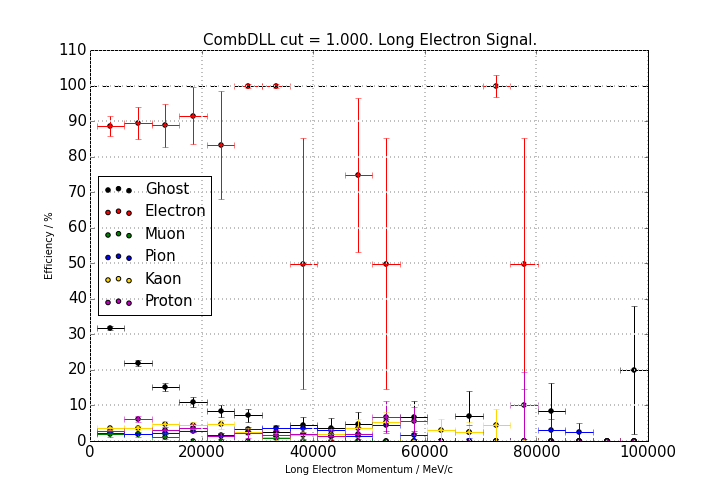 CombDLL cut = 1.000. Long Electron Signal.
110
100
90
80
70
60
50
40
30
20
10
0
Efficiency / %
Ghost
Electron
Muon
Pion
Kaon
Proton
0 20000 40000 60000 80000 100000
Long Electron Momentum / MeV/c